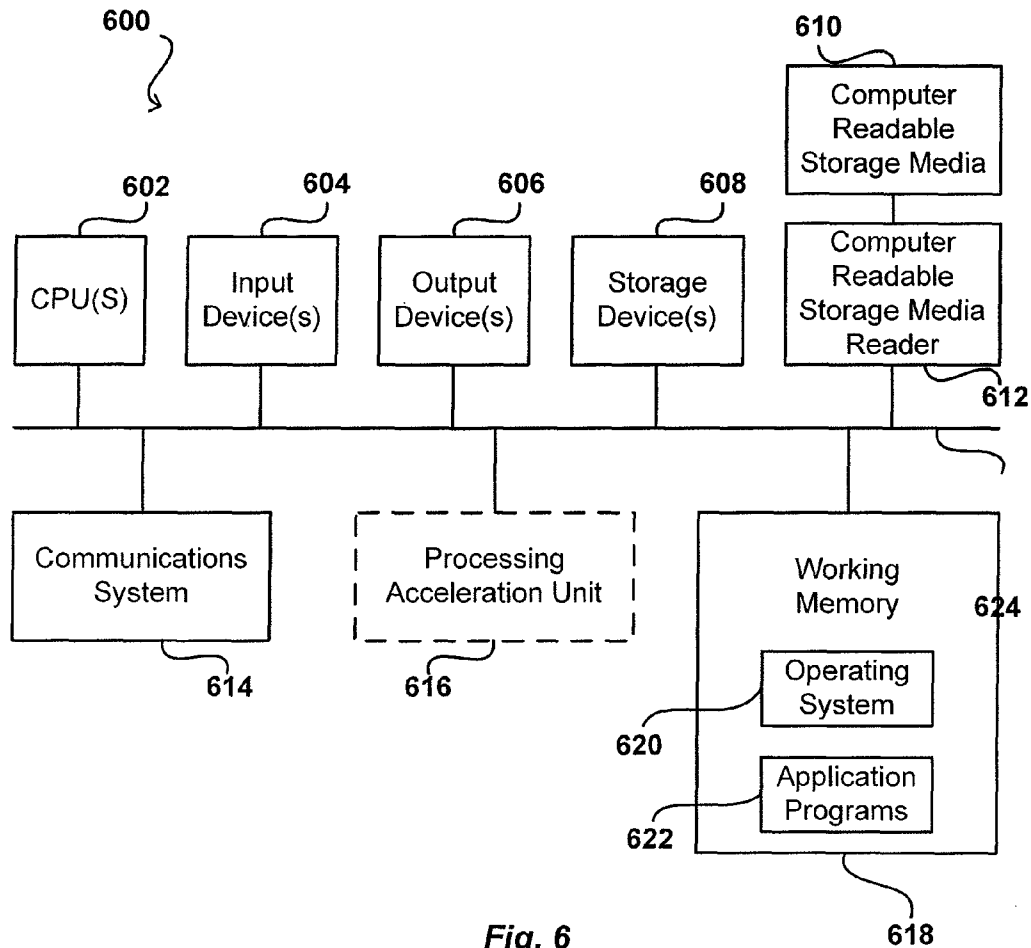 600
610
Computer
Readable
Storage Media
602
604
606
608
CPU(S)
Input
Device(s)
Output
Device(s)
Storage
Device(s)
Computer
Readable
Storage Media
Reader
612
Communications
System
614
Processing
Acceleration Unit
616
Working
Memory
624
Operating
System
620
Application
Programs
622
618
Fig. 6